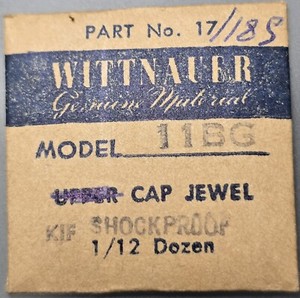 PART No. 17/185
WITTNAUER
Genuine Material
MODEL 11BG
UPPER CAP JEWEL
KIF SHOCKPROOF
1/12 Dozen